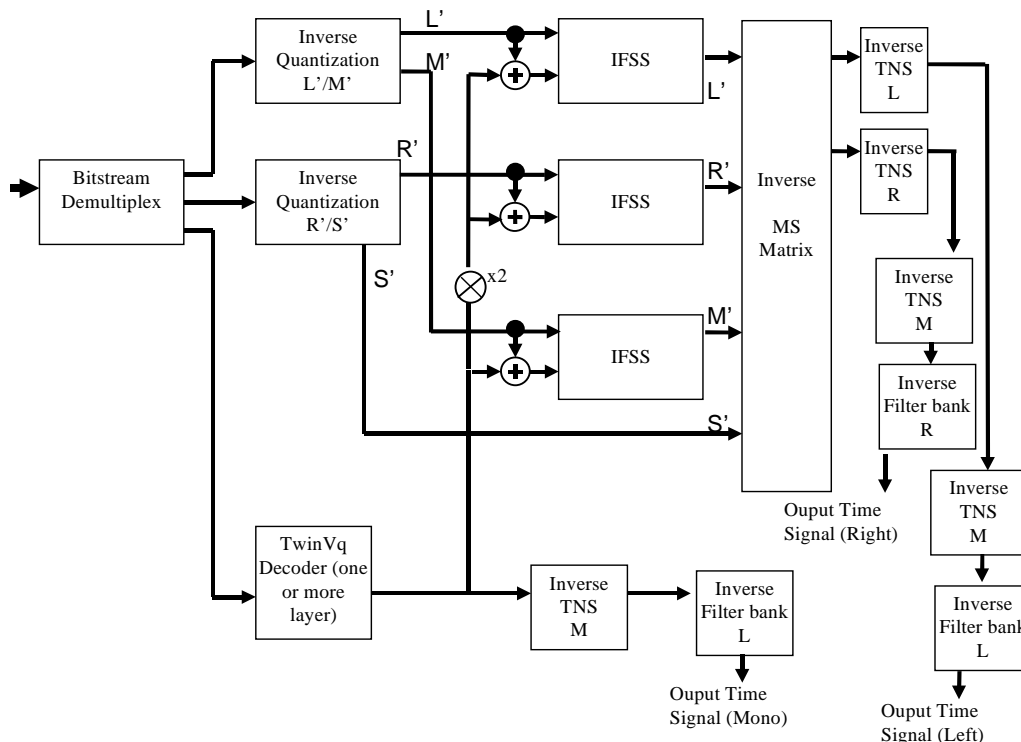 L’
M’
Inverse
Quantization
L’/M’
IFSS
L’
Inverse
TNS
L
Bitstream
Demultiplex
Inverse
Quantization
R’/S’
R’
IFSS
R’
Inverse
MS
Matrix
Inverse
TNS
R
S’
x2
Inverse
TNS
M
M’
IFSS
Inverse
Filter bank
R
S’
Ouput Time
Signal (Right)
Inverse
TNS
M
TwinVq
Decoder (one
or more
layer)
Inverse
TNS
M
Inverse
Filter bank
L
Inverse
Filter bank
L
Ouput Time
Signal (Mono)
Ouput Time
Signal (Left)